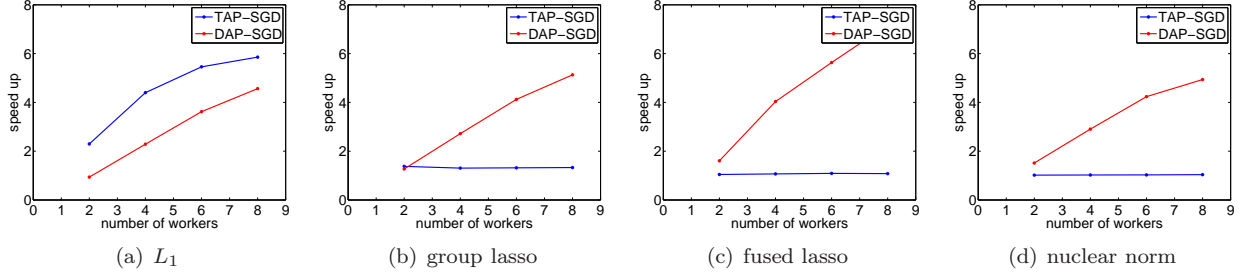 TAP-SGD
DAP-SGD
speed up
8
6
4
2
0
0 1 2 3 4 5 6 7 8 9
number of workers
(a) L1
TAP-SGD
DAP-SGD
speed up
8
6
4
2
0
0 1 2 3 4 5 6 7 8 9
number of workers
(b) group lasso
TAP-SGD
DAP-SGD
speed up
8
6
4
2
0
0 1 2 3 4 5 6 7 8 9
number of workers
(c) fused lasso
TAP-SGD
DAP-SGD
speed up
8
6
4
2
0
0 1 2 3 4 5 6 7 8 9
number of workers
(d) nuclear norm